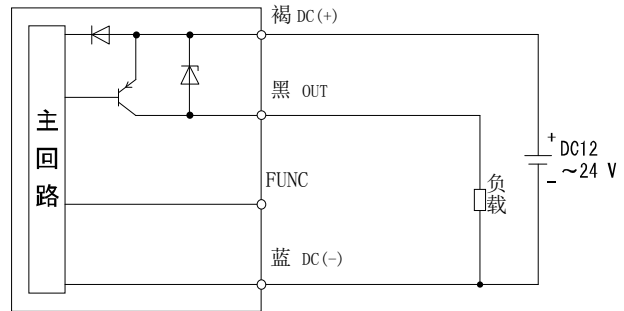 褐 DC(+)
黑 OUT
主回路
+
DC12
～24 V
−
FUNC
负载
蓝 DC(-)